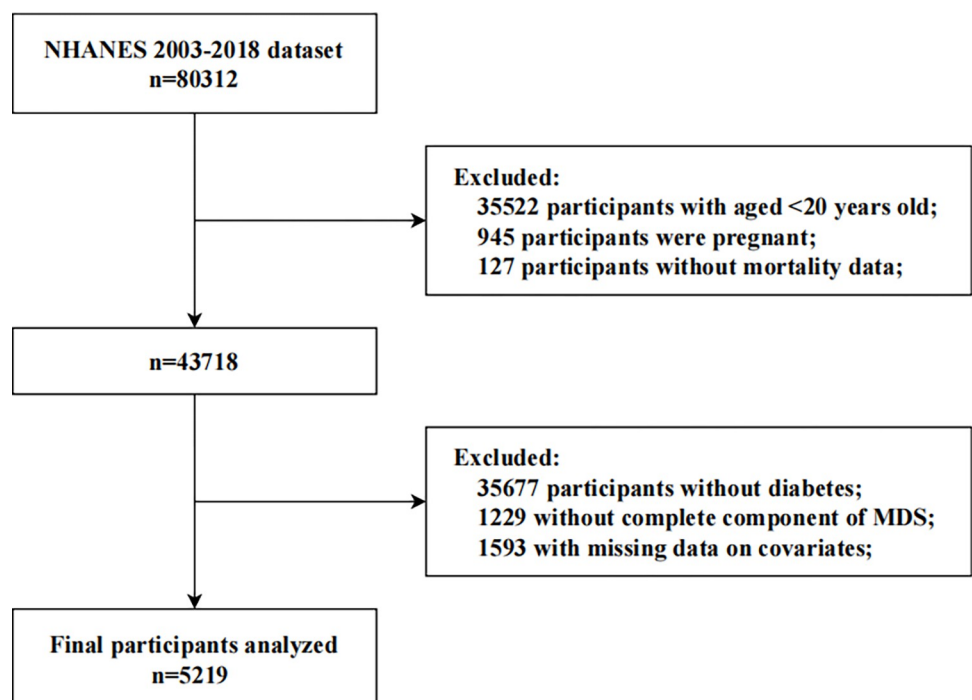 NHANES 2003-2018 dataset
n=80312
Excluded:
35522 participants with aged <20 years old;
945 participants were pregnant;
127 participants without mortality data;
n=43718
Excluded:
35677 participants without diabetes;
1229 without complete component of MDS;
1593 with missing data on covariates;
Final participants analyzed
n=5219